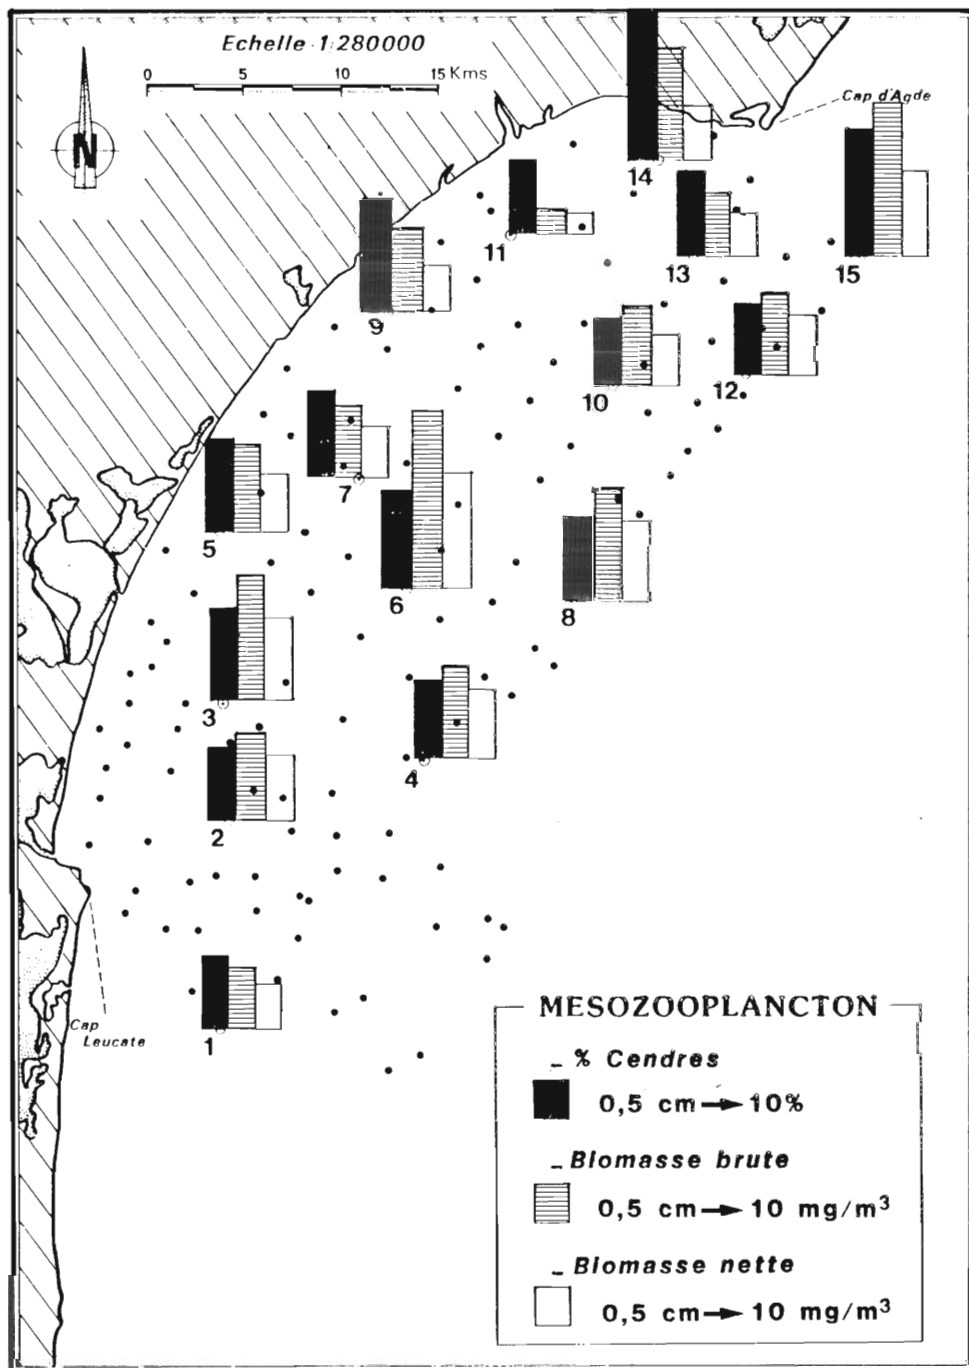 Echelle 1:280000
0 5 10 15 Kms
N
Cap d'Agde
14
11
13
15
9
10
12
7
5
6
8
3
4
2
1
Cap
Leucate
MESOZOOPLANCTON
_ % Cendres
0,5 cm → 10%
_ Biomasse brute
0,5 cm → 10 mg/m³
_ Biomasse nette
0,5 cm → 10 mg/m³